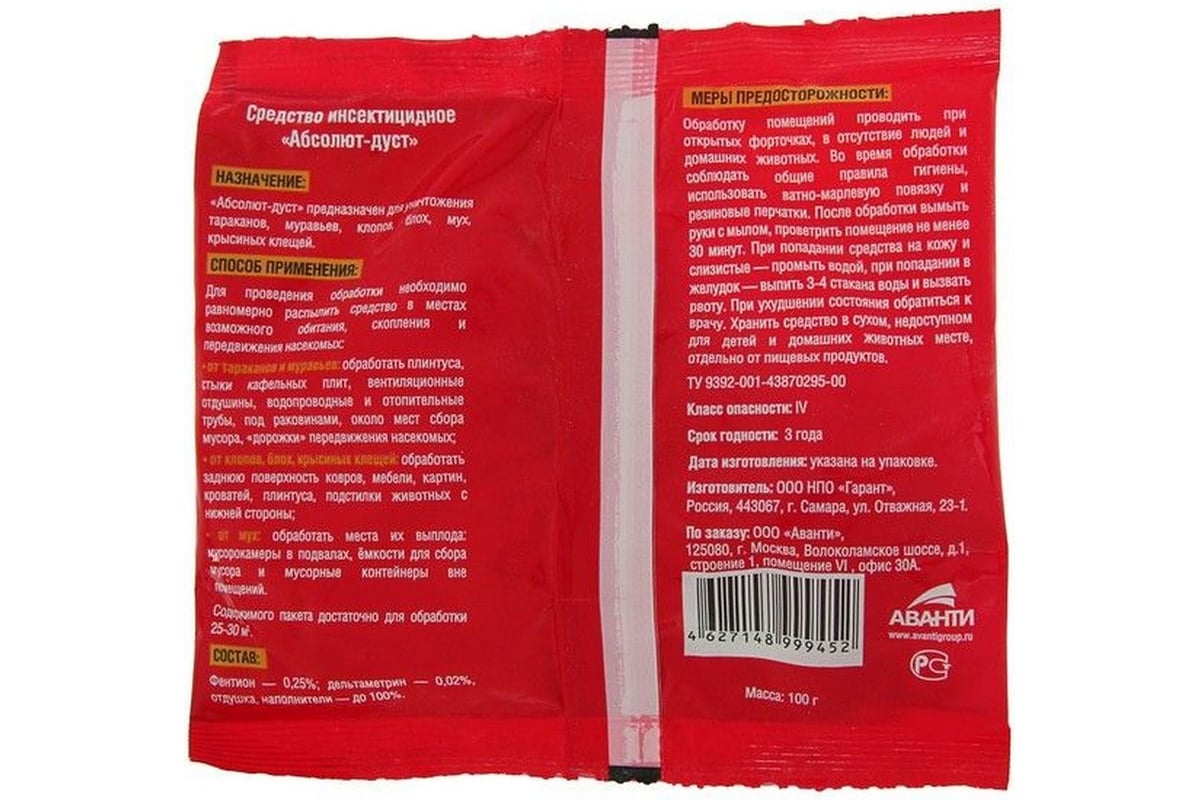 Средство инсектицидное
«Абсолют-дуст»
НАЗНАЧЕНИЕ:
«Абсолют-дуст» предназначен для уничтожения
тараканов, муравьев, клопов, блох, мух,
крысиных клещей.
СПОСОБ ПРИМЕНЕНИЯ:
Для проведения обработки необходимо
равномерно распылить средство в местах
возможного обитания, скопления и
передвижения насекомых:
• от тараканов и муравьев: обработать плинтуса,
стыки кафельных плит, вентиляционные
отдушины, водопроводные и отопительные
трубы, под раковинами, около мест сбора
мусора, «дорожки» передвижения насекомых;
• от клопов, блох, крысиных клещей: обработать
заднюю поверхность ковров, мебели, картин,
кроватей, плинтуса, подстилки животных с
нижней стороны;
• от мух: обработать места их выплода:
мусорокамеры в подвалах, ёмкости для сбора
мусора и мусорные контейнеры вне
помещений.
Содержимого пакета достаточно для обработки
25-30 м².
СОСТАВ:
Фентион — 0,25%; дельтаметрин — 0,02%,
отдушка, наполнители — до 100%.
МЕРЫ ПРЕДОСТОРОЖНОСТИ:
Обработку помещений проводить при
открытых форточках, в отсутствие людей и
домашних животных. Во время обработки
соблюдать общие правила гигиены,
использовать ватно-марлевую повязку и
резиновые перчатки. После обработки вымыть
руки с мылом, проветрить помещение не менее
30 минут. При попадании средства на кожу и
слизистые — промыть водой, при попадании в
желудок — выпить 3-4 стакана воды и вызвать
рвоту. При ухудшении состояния обратиться к
врачу. Хранить средство в сухом, недоступном
для детей и домашних животных месте,
отдельно от пищевых продуктов.
ТУ 9392-001-43870295-00
Класс опасности: IV
Срок годности: 3 года
Дата изготовления: указана на упаковке.
Изготовитель: ООО НПО «Гарант»,
Россия, 443067, г. Самара, ул. Отважная, 23-1.
По заказу: ООО «Аванти»,
125080, г. Москва, Волоколамское шоссе, д.1,
строение 1, помещение VI , офис 30А.
4 627148 999452
АВАНТИ
www.avantigroup.ru
РС
Масса: 100 г